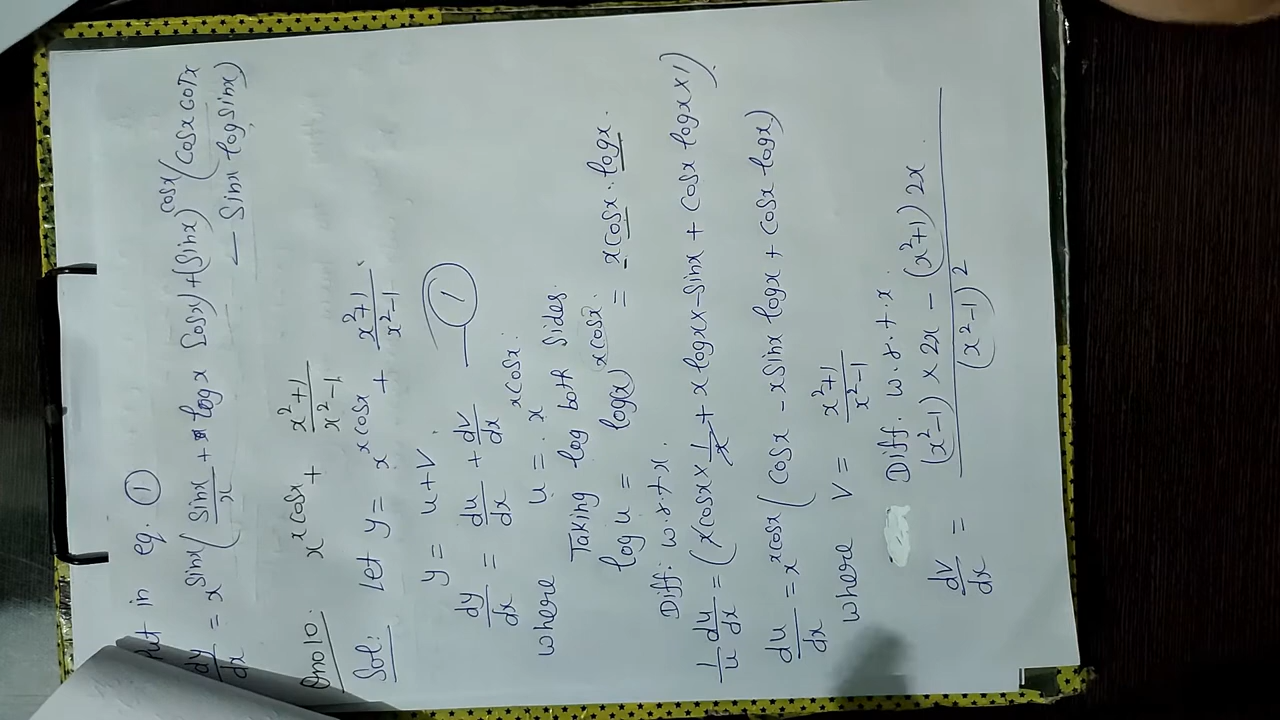 Put in eq. ①
dy/dx = x^sinx (sinx/x + logx cosx) + (sinx)^cosx (cosx cotx
– sinx log sinx)
Qno10: x^xcosx + x²+1/x²-1
Sol: Let y = x^xcosx + x²+1/x²-1
y = u+v
dy/dx = du/dx + dv/dx — ①
where u = x^xcosx.
Taking log both sides.
log u = log(x)^xcosx. = xcosx. logx.
Diff. w.r.t. x.
1/u du/dx = (xcosx × 1/x + x logx × -sinx + cosx logx × 1).
du/dx = x^xcosx (cosx - xsinx logx + cosx logx)
where v = x²+1/x²-1
Diff. w.r.t. x
dv/dx = (x²-1) × 2x - (x²+1) 2x / (x²-1)²